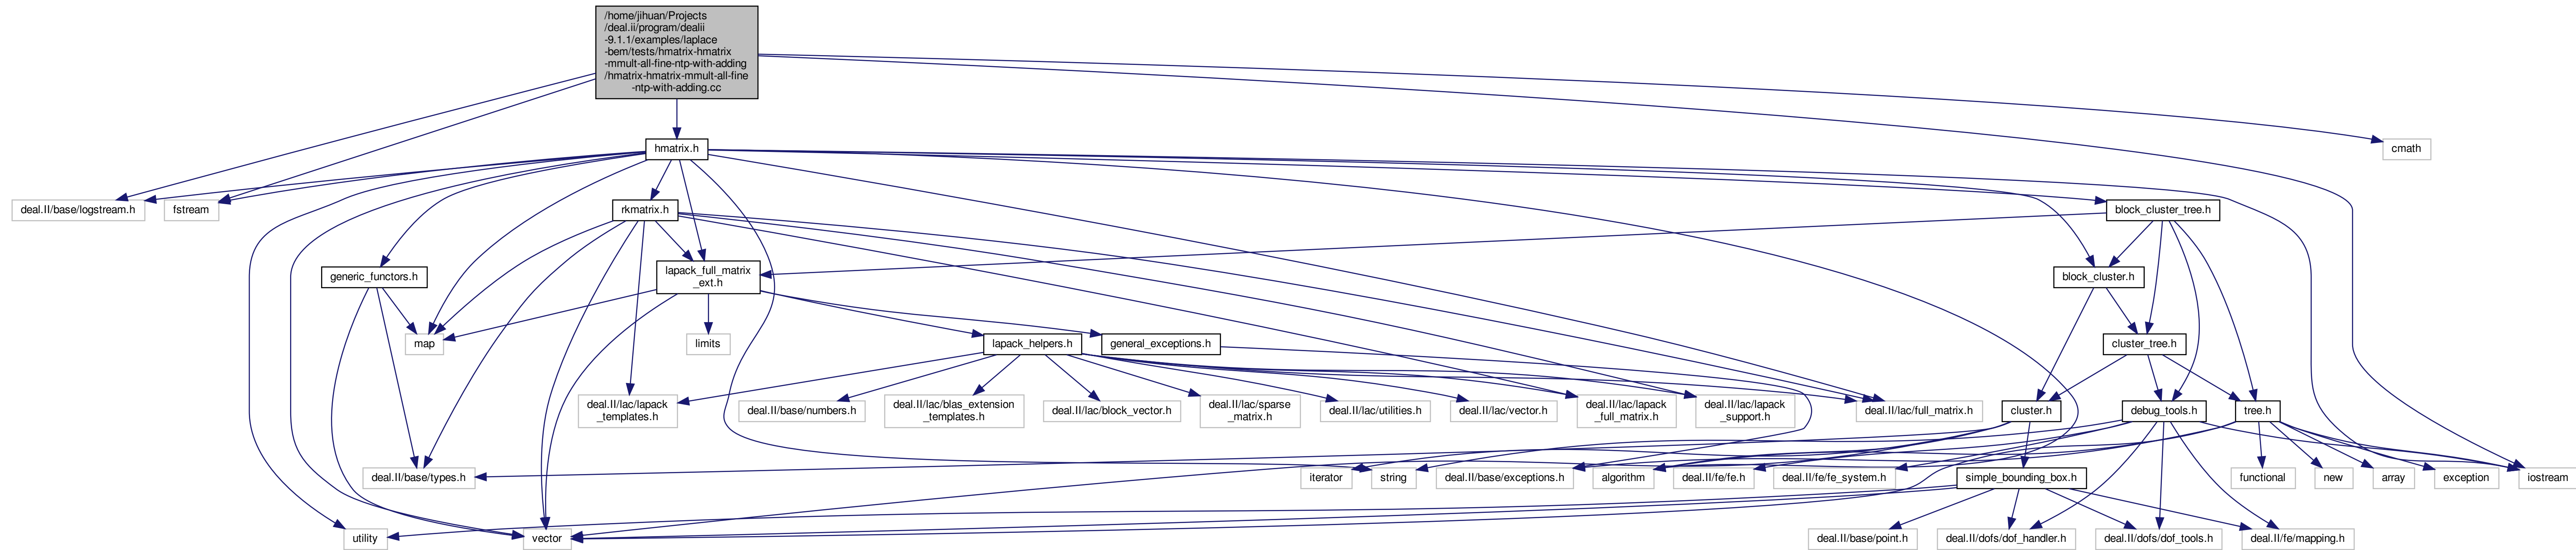 /home/jihuan/Projects
/deal.ii/program/dealii
-9.1.1/examples/laplace
-bem/tests/hmatrix-hmatrix
-mmult-all-fine-ntp-with-adding
/hmatrix-hmatrix-mmult-all-fine
-ntp-with-adding.cc
hmatrix.h
cmath
deal.II/base/logstream.h
fstream
rkmatrix.h
block_cluster_tree.h
generic_functors.h
lapack_full_matrix
_ext.h
block_cluster.h
map
limits
lapack_helpers.h
general_exceptions.h
cluster_tree.h
deal.II/lac/lapack
_templates.h
deal.II/base/numbers.h
deal.II/lac/blas_extension
_templates.h
deal.II/lac/block_vector.h
deal.II/lac/sparse
_matrix.h
deal.II/lac/utilities.h
deal.II/lac/vector.h
deal.II/lac/lapack
_full_matrix.h
deal.II/lac/lapack
_support.h
deal.II/lac/full_matrix.h
cluster.h
debug_tools.h
tree.h
deal.II/base/types.h
iterator
string
deal.II/base/exceptions.h
algorithm
deal.II/fe/fe.h
deal.II/fe/fe_system.h
simple_bounding_box.h
functional
new
array
exception
iostream
utility
vector
deal.II/base/point.h
deal.II/dofs/dof_handler.h
deal.II/dofs/dof_tools.h
deal.II/fe/mapping.h